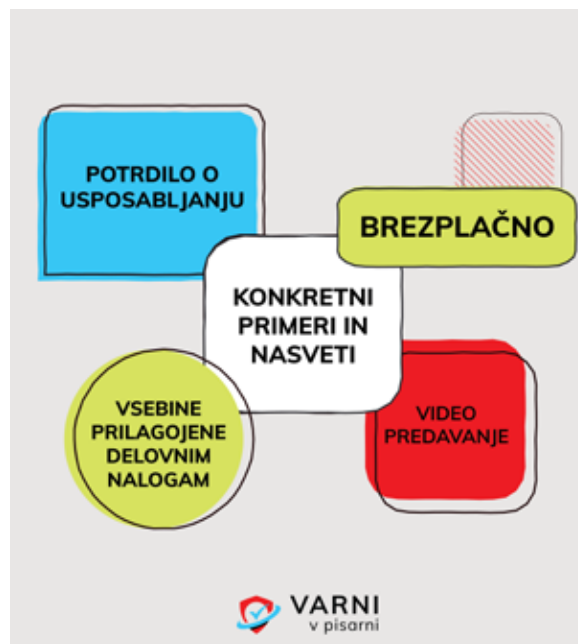 POTRDILO O
USPOSABLJANJU
BREZPLAČNO
KONKRETNI
PRIMERI IN
NASVETI
VSEBINE
PRILAGOJENE
DELOVNIM
NALOGAM
VIDEO
PREDAVANJE
VARNI
v pisarni